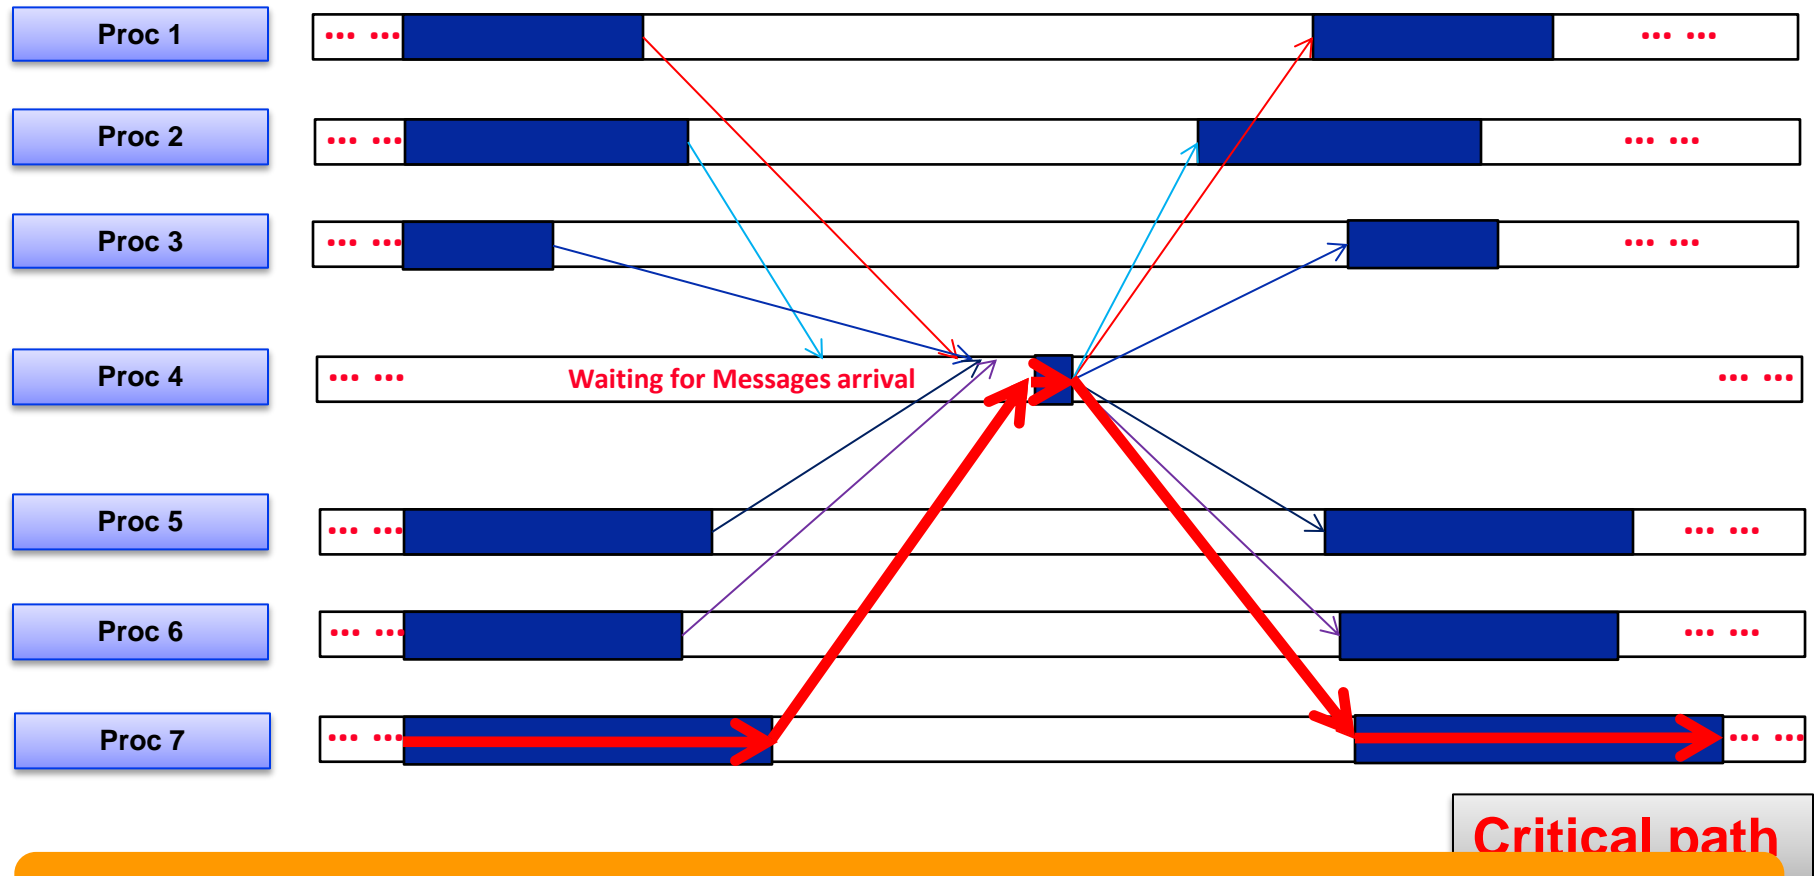 Proc 1 ... ... ... ...
Proc 2 ... ... ... ...
Proc 3 ... ... ... ...
Proc 4 ... ... Waiting for Messages arrival ... ...
Proc 5 ... ... ... ...
Proc 6 ... ... ... ...
Proc 7 ... ... ... ...
Critical path